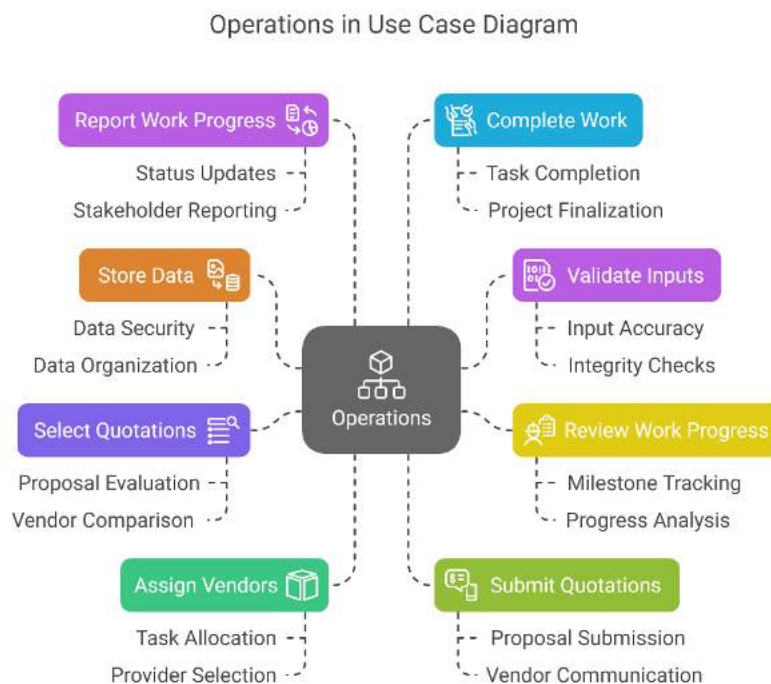 Operations in Use Case Diagram
Report Work Progress
Status Updates
Stakeholder Reporting
Store Data
Data Security
Data Organization
Select Quotations
Proposal Evaluation
Vendor Comparison
Assign Vendors
Task Allocation
Provider Selection
Operations
Complete Work
Task Completion
Project Finalization
Validate Inputs
Input Accuracy
Integrity Checks
Review Work Progress
Milestone Tracking
Progress Analysis
Submit Quotations
Proposal Submission
Vendor Communication